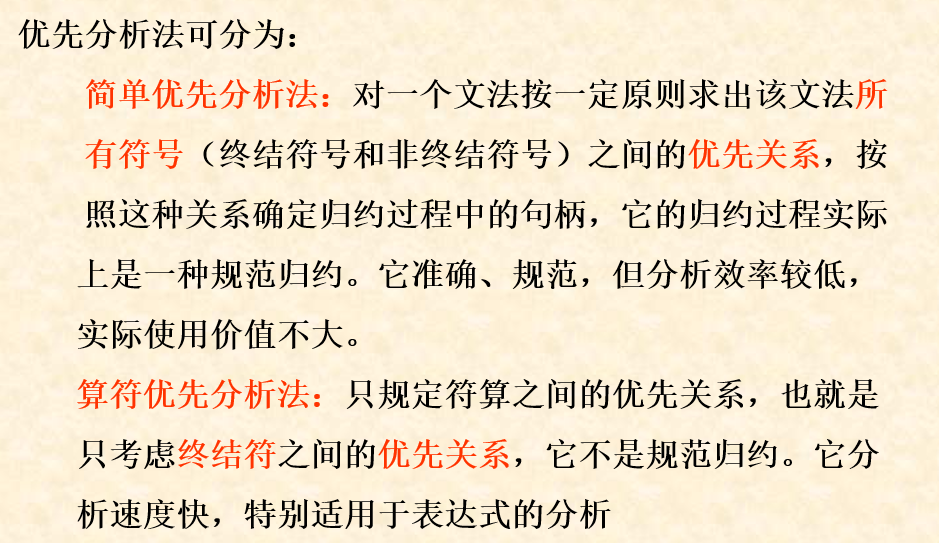 优先分析法可分为：
简单优先分析法：对一个文法按一定原则求出该文法所
有符号（终结符号和非终结符号）之间的优先关系，按
照这种关系确定归约过程中的句柄，它的归约过程实际
上是一种规范归约。它准确、规范，但分析效率较低，
实际使用价值不大。
算符优先分析法：只规定符算之间的优先关系，也就是
只考虑终结符之间的优先关系，它不是规范归约。它分
析速度快，特别适用于表达式的分析